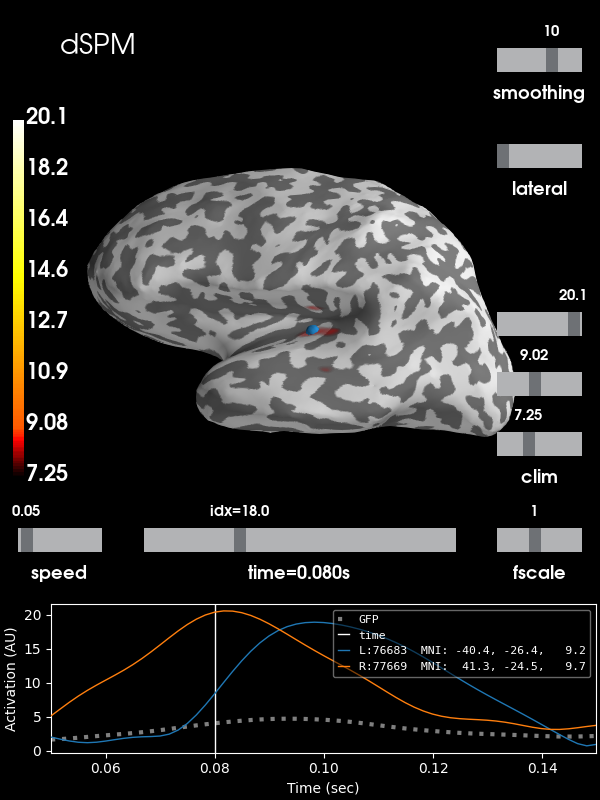 dSPM
10
smoothing
lateral
20.1
18.2
16.4
14.6
12.7
10.9
9.08
7.25
20.1
9.02
7.25
clim
0.05
speed
idx=18.0
time=0.080s
1
fscale
GFP
time
L:76683 MNI: -40.4, -26.4, 9.2
R:77669 MNI: 41.3, -24.5, 9.7
Activation (AU)
20
15
10
5
0
0.06 0.08 0.10 0.12 0.14
Time (sec)